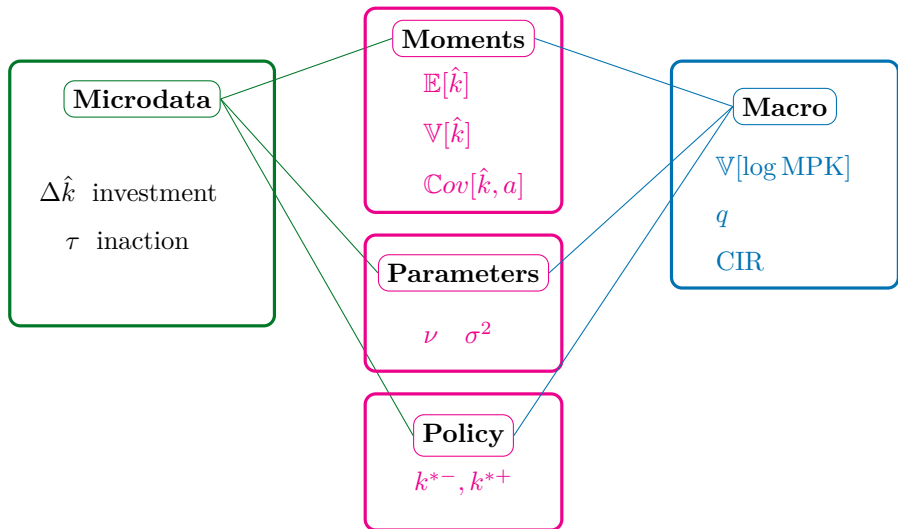 Microdata
Δk̂ investment
τ inaction
Moments
𝔼[k̂]
𝕍[k̂]
ℂov[k̂, a]
Parameters
ν σ²
Policy
k*−, k*+
Macro
𝕍[log MPK]
q
CIR